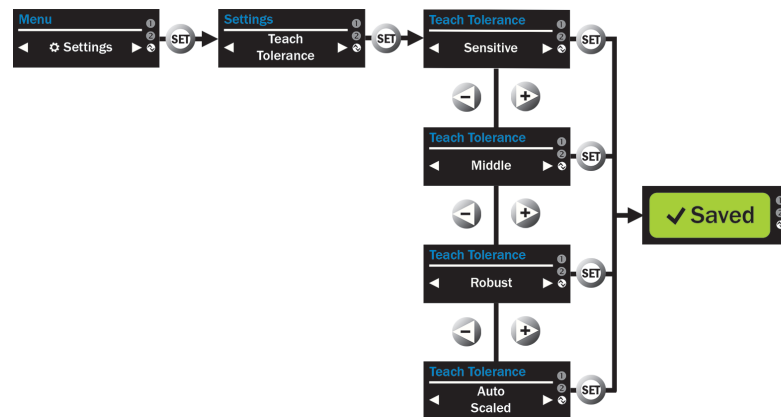 Menu
Settings
SET
Settings
Teach
Tolerance
SET
Teach Tolerance
Sensitive
SET
- +
Teach Tolerance
Middle
SET
- +
Teach Tolerance
Robust
SET
- +
Teach Tolerance
Auto
Scaled
SET
✓ Saved